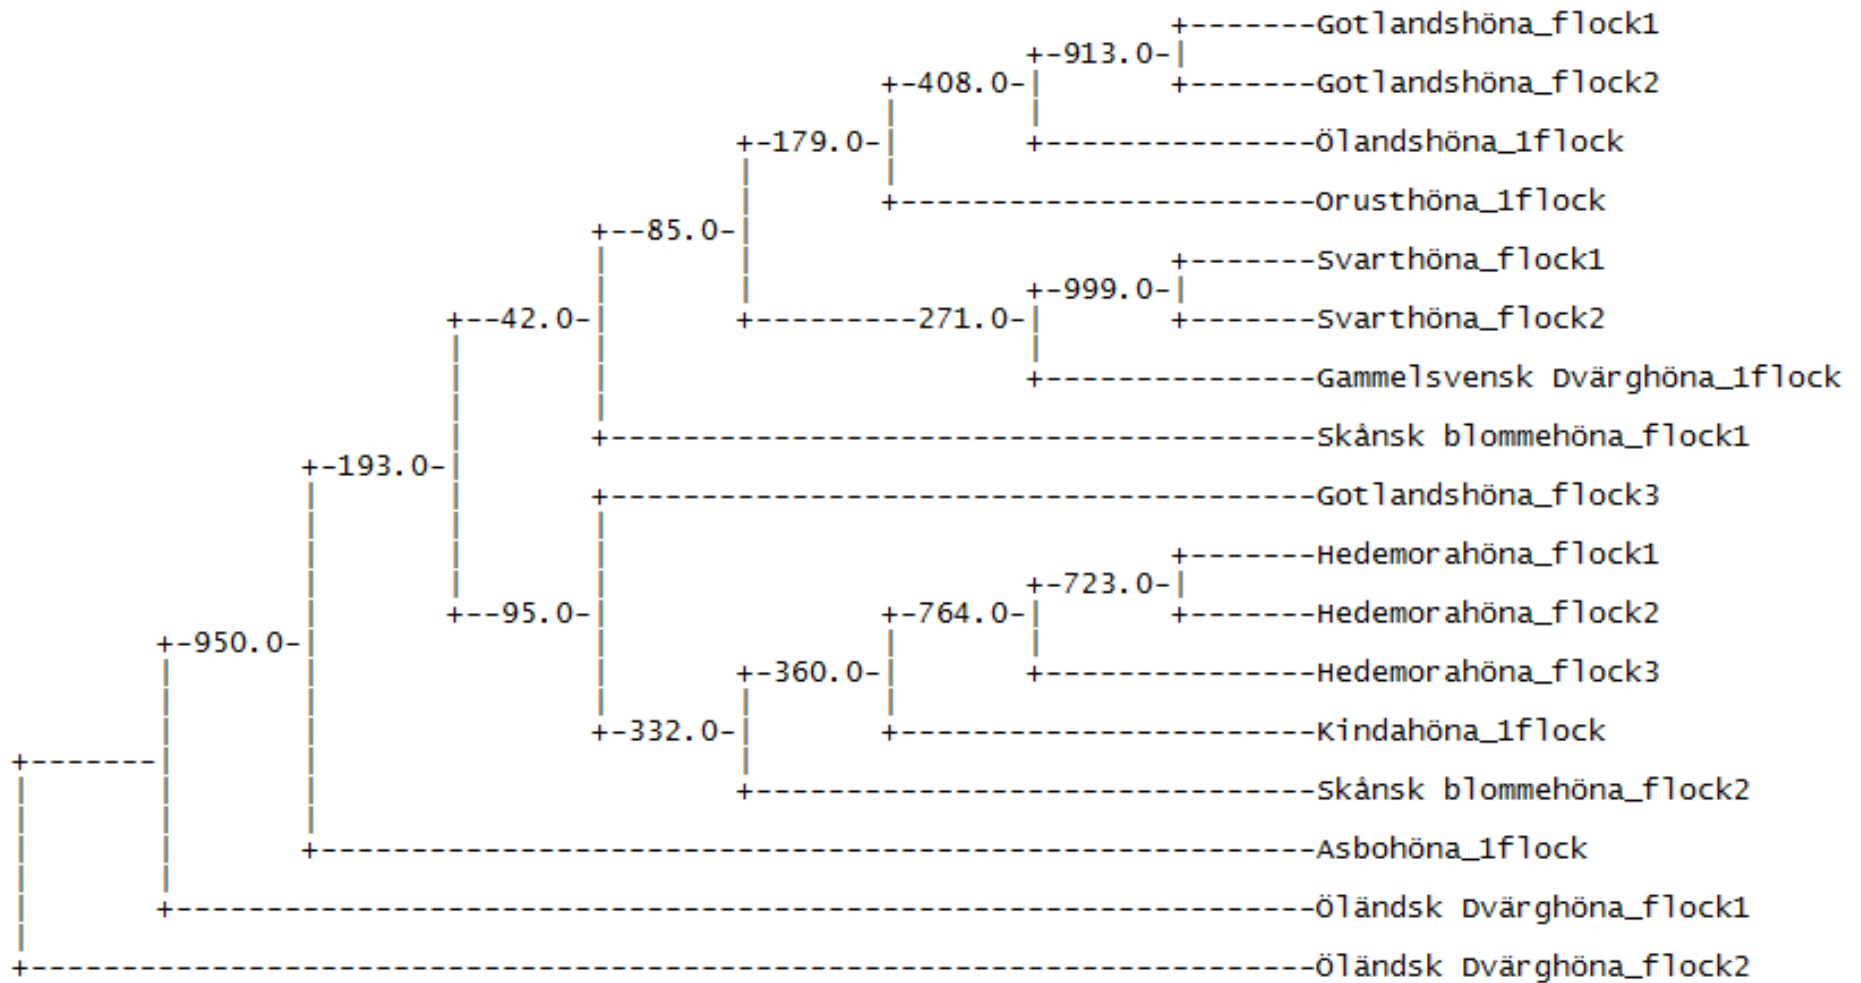 Gotlandshöna_flock1
913.0
408.0
Gotlandshöna_flock2
179.0
Ölandshöna_1flock
Orusthöna_1flock
85.0
Svarthöna_flock1
999.0
42.0
271.0
Svarthöna_flock2
Gammelsvensk Dvärghöna_1flock
Skånsk blommehöna_flock1
193.0
Gotlandshöna_flock3
Hedemorahöna_flock1
723.0
95.0
764.0
Hedemorahöna_flock2
950.0
360.0
Hedemorahöna_flock3
332.0
Kindahöna_1flock
Skånsk blommehöna_flock2
Asbohöna_1flock
Öländsk Dvärghöna_flock1
Öländsk Dvärghöna_flock2